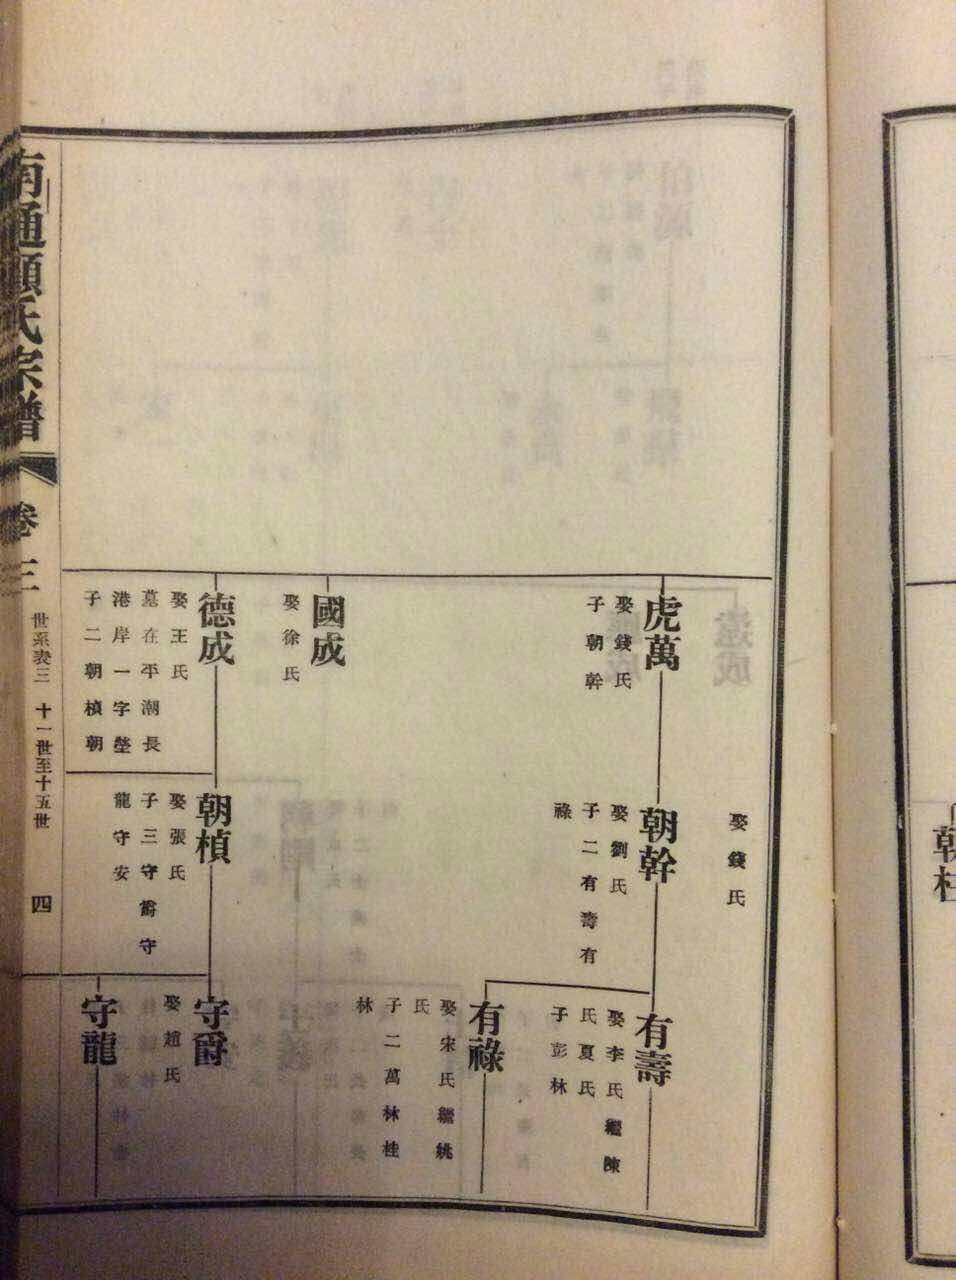 虎萬
娶錢氏
子朝幹
國成
娶徐氏
德成
娶王氏
墓在平潮長
港岸一字塋
子二朝楨朝
娶錢氏
朝幹
娶劉氏
子二有壽有
祿
朝楨
娶張氏
子三守爵守
龍守安
有壽
娶李氏繼陳
氏夏氏
子彭林
有祿
娶宋氏繼姚
氏
子二萬林桂
林
守爵
娶趙氏
守龍
南通顧氏宗譜
卷三
世系表三 十一世至十五世
四